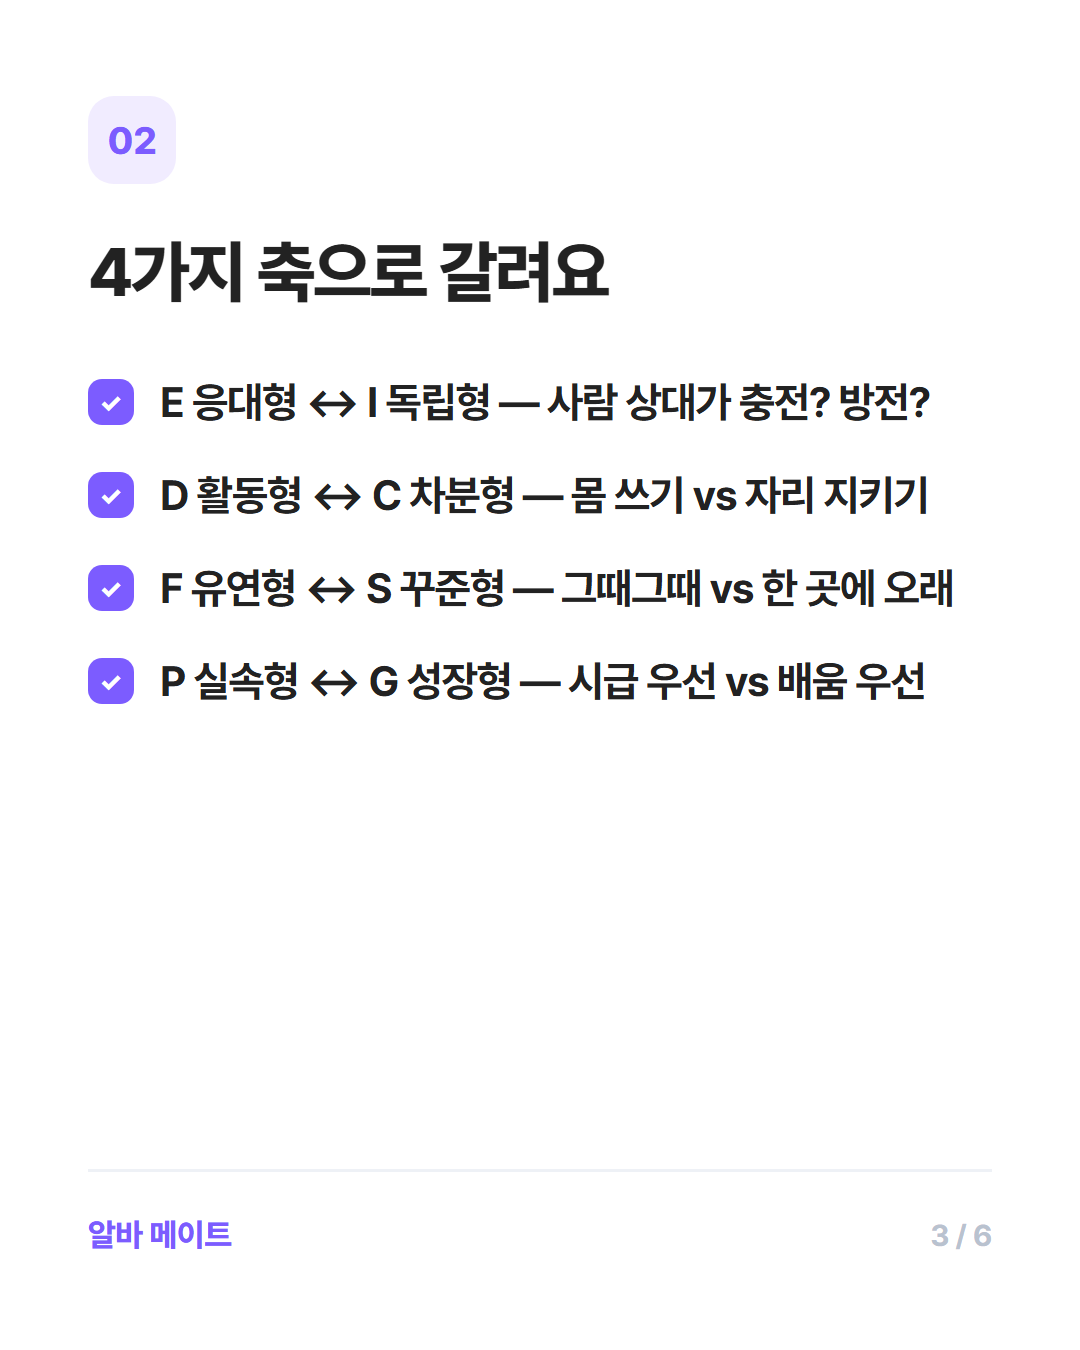 02
4가지 축으로 갈려요
E 응대형 ↔ I 독립형 — 사람 상대가 충전? 방전?
D 활동형 ↔ C 차분형 — 몸 쓰기 vs 자리 지키기
F 유연형 ↔ S 꾸준형 — 그때그때 vs 한 곳에 오래
P 실속형 ↔ G 성장형 — 시급 우선 vs 배움 우선
알바 메이트
3 / 6